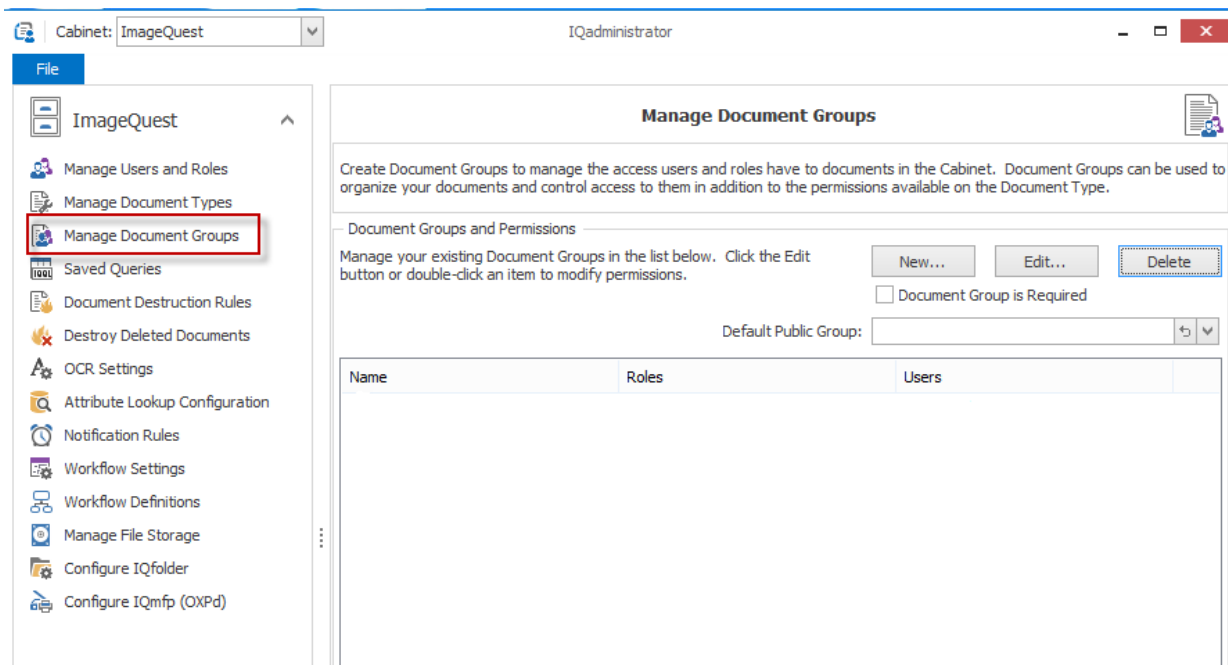 Cabinet: ImageQuest
IQadministrator
File
ImageQuest
Manage Users and Roles
Manage Document Types
Manage Document Groups
Saved Queries
Document Destruction Rules
Destroy Deleted Documents
OCR Settings
Attribute Lookup Configuration
Notification Rules
Workflow Settings
Workflow Definitions
Manage File Storage
Configure IQfolder
Configure IQmfp (OXPd)
Manage Document Groups
Create Document Groups to manage the access users and roles have to documents in the Cabinet. Document Groups can be used to
organize your documents and control access to them in addition to the permissions available on the Document Type.
Document Groups and Permissions
Manage your existing Document Groups in the list below. Click the Edit
button or double-click an item to modify permissions.
New... Edit... Delete
Document Group is Required
Default Public Group:
Name Roles Users